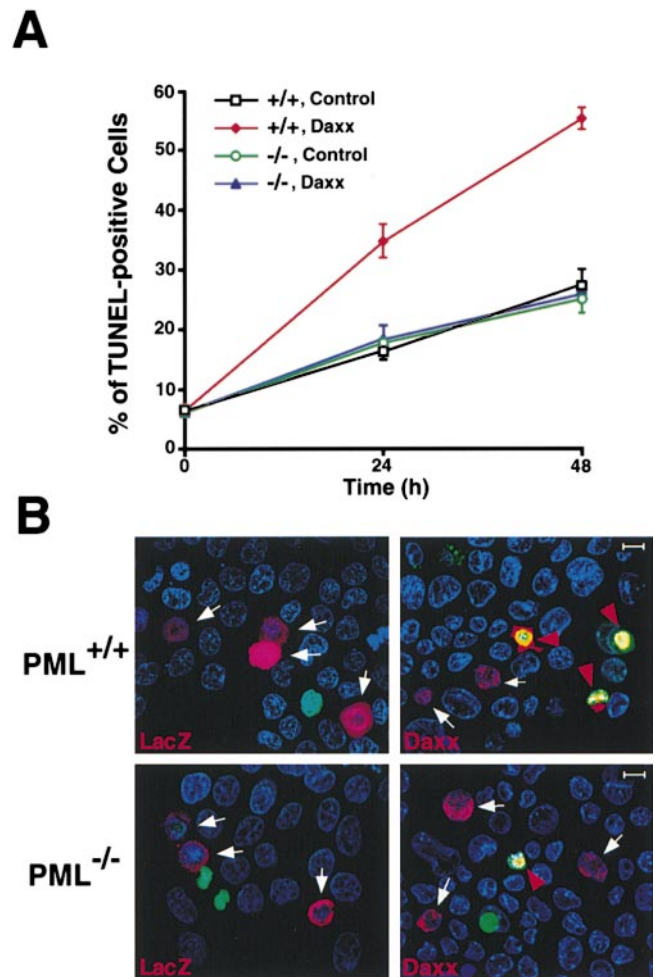 A
% of TUNEL-positive Cells
60
50
40
30
20
10
0
+/+, Control
+/+, Daxx
-/-, Control
-/-, Daxx
0
24
48
Time (h)
B
PML+/+
LacZ
Daxx
PML-/-
LacZ
Daxx